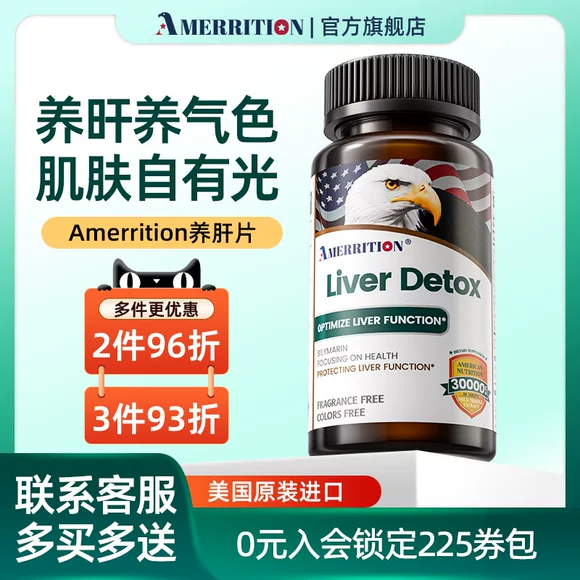 AMERRITION | 官方旗舰店
养旰养气色
肌肤自有光
Amerrition养肝片
多件更优惠
2件96折
3件93折
AMERRITION®
Liver Detox
OPTIMIZE LIVER FUNCTION*
SILYMARIN
FOCUSING ON HEALTH
PROTECTING LIVER FUNCTION*
FRAGRANCE FREE
COLORS FREE
AMERICAN
NUTRITION
30000
联系客服
多买多送
美国原装进口
0元入会锁定225券包